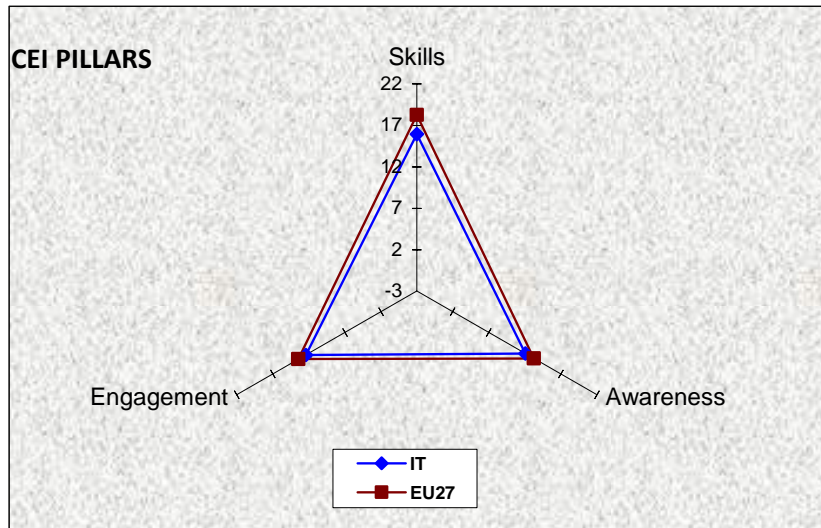 CEI PILLARS
Skills
22
17
12
7
2
-3
Engagement
Awareness
IT
EU27